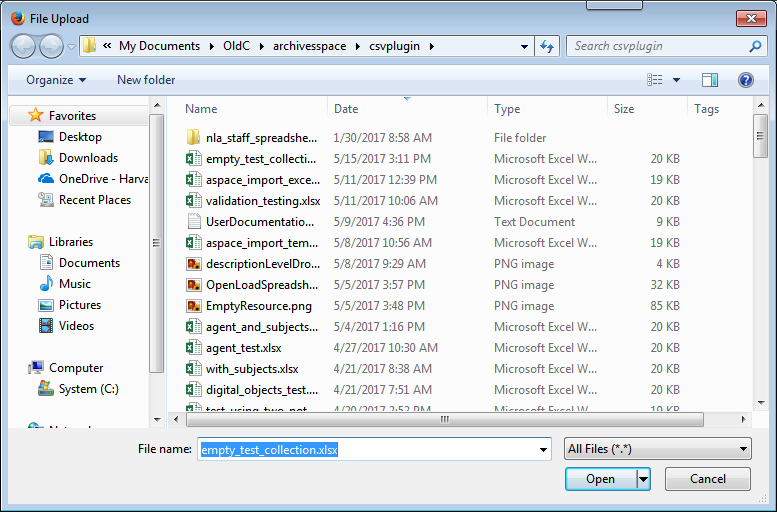 File Upload
« My Documents OldC archivesspace csvplugin
Search csvplugin
Organize New folder
Name Date Type Size Tags
Favorites
Desktop
Downloads
OneDrive - Harva
Recent Places
Libraries
Documents
Music
Pictures
Videos
Computer
System (C:)
nla_staff_spreadshe... 1/30/2017 8:58 AM File folder
empty_test_collecti... 5/15/2017 3:11 PM Microsoft Excel W... 20 KB
aspace_import_exce... 5/11/2017 12:39 PM Microsoft Excel W... 19 KB
validation_testing.xlsx 5/11/2017 10:06 AM Microsoft Excel W... 20 KB
UserDocumentatio... 5/9/2017 4:36 PM Text Document 9 KB
aspace_import_tem... 5/8/2017 10:56 AM Microsoft Excel W... 19 KB
descriptionLevelDro... 5/8/2017 9:29 AM PNG image 4 KB
OpenLoadSpreadsh... 5/5/2017 3:57 PM PNG image 32 KB
EmptyResource.png 5/5/2017 3:48 PM PNG image 85 KB
agent_and_subjects... 5/4/2017 1:16 PM Microsoft Excel W... 20 KB
agent_test.xlsx 4/27/2017 10:30 AM Microsoft Excel W... 20 KB
with_subjects.xlsx 4/21/2017 8:38 AM Microsoft Excel W... 20 KB
digital_objects_test.... 4/21/2017 7:51 AM Microsoft Excel W... 20 KB
4/20/2017 Microsoft Excel W... 19 KB
File name: empty_test_collection.xlsx All Files (*.*)
Open Cancel